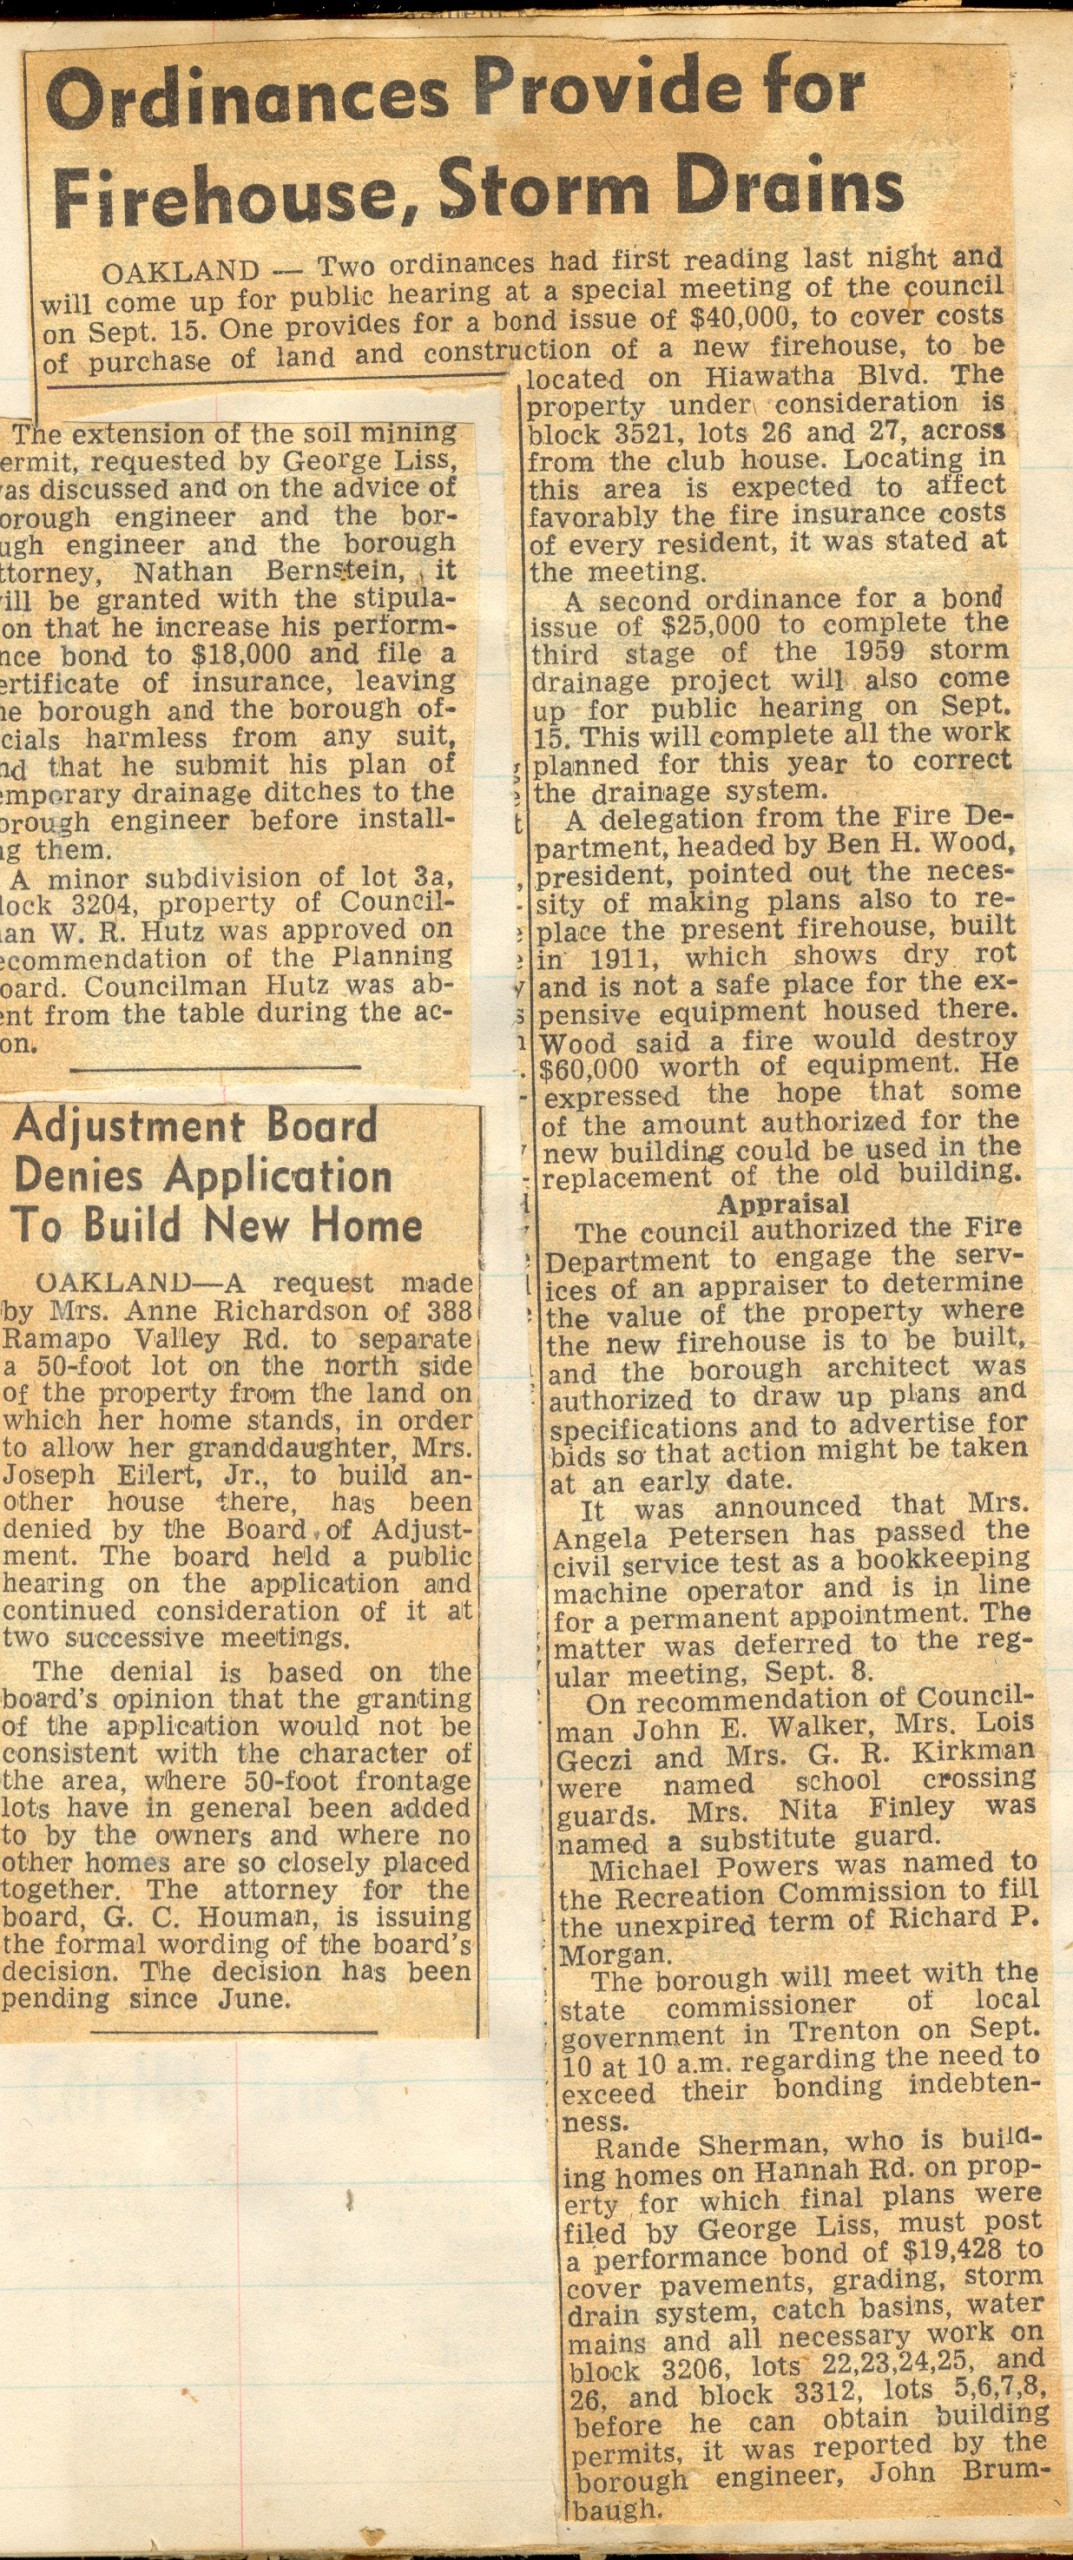 Ordinances Provide for
Firehouse, Storm Drains
OAKLAND — Two ordinances had first reading last night and
will come up for public hearing at a special meeting of the council
on Sept. 15. One provides for a bond issue of $40,000, to cover costs
of purchase of land and construction of a new firehouse, to be
located on Hiawatha Blvd. The
property under consideration is
block 3521, lots 26 and 27, across
from the club house. Locating in
this area is expected to affect
favorably the fire insurance costs
of every resident, it was stated at
the meeting.
A second ordinance for a bond
issue of $25,000 to complete the
third stage of the 1959 storm
drainage project will also come
up for public hearing on Sept.
15. This will complete all the work
planned for this year to correct
the drainage system.
A delegation from the Fire De-
partment, headed by Ben H. Wood,
president, pointed out the neces-
sity of making plans also to re-
place the present firehouse, built
in 1911, which shows dry rot
and is not a safe place for the ex-
pensive equipment housed there.
Wood said a fire would destroy
$60,000 worth of equipment. He
expressed the hope that some
of the amount authorized for the
new building could be used in the
replacement of the old building.
Appraisal
The council authorized the Fire
Department to engage the serv-
ices of an appraiser to determine
the value of the property where
the new firehouse is to be built,
and the borough architect was
authorized to draw up plans and
specifications and to advertise for
bids so that action might be taken
at an early date.
It was announced that Mrs.
Angela Petersen has passed the
civil service test as a bookkeeping
machine operator and is in line
for a permanent appointment. The
matter was deferred to the reg-
ular meeting, Sept. 8.
On recommendation of Council-
man John E. Walker, Mrs. Lois
Geczi and Mrs. G. R. Kirkman
were named school crossing
guards. Mrs. Nita Finley was
named a substitute guard.
Michael Powers was named to
the Recreation Commission to fill
the unexpired term of Richard P.
Morgan.
The borough will meet with the
state commissioner of local
government in Trenton on Sept.
10 at 10 a.m. regarding the need to
exceed their bonding indebten-
ness.
Rande Sherman, who is build-
ing homes on Hannah Rd. on prop-
erty for which final plans were
filed by George Liss, must post
a performance bond of $19,428 to
cover pavements, grading, storm
drain system, catch basins, water
mains and all necessary work on
block 3206, lots 22,23,24,25, and
26, and block 3312, lots 5,6,7,8,
before he can obtain building
permits, it was reported by the
borough engineer, John Brum-
baugh.
The extension of the soil mining
ermit, requested by George Liss,
as discussed and on the advice of
orough engineer and the bor-
ugh engineer and the borough
ttorney, Nathan Bernstein, it
ill be granted with the stipula-
on that he increase his perform-
nce bond to $18,000 and file a
ertificate of insurance, leaving
he borough and the borough of-
cials harmless from any suit,
nd that he submit his plan of
emporary drainage ditches to the
orough engineer before install-
ng them.
A minor subdivision of lot 3a,
lock 3204, property of Council-
an W. R. Hutz was approved on
ecommendation of the Planning
oard. Councilman Hutz was ab-
ent from the table during the ac-
on.
Adjustment Board
Denies Application
To Build New Home
OAKLAND—A request made
by Mrs. Anne Richardson of 388
Ramapo Valley Rd. to separate
a 50-foot lot on the north side
of the property from the land on
which her home stands, in order
to allow her granddaughter, Mrs.
Joseph Eilert, Jr., to build an-
other house there, has been
denied by the Board of Adjust-
ment. The board held a public
hearing on the application and
continued consideration of it at
two successive meetings.
The denial is based on the
board's opinion that the granting
of the application would not be
consistent with the character of
the area, where 50-foot frontage
lots have in general been added
to by the owners and where no
other homes are so closely placed
together. The attorney for the
board, G. C. Houman, is issuing
the formal wording of the board's
decision. The decision has been
pending since June.